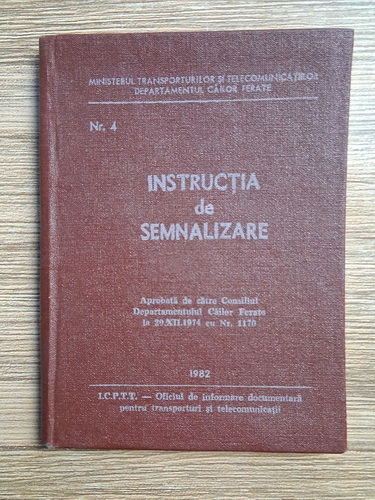 MINISTERUL TRANSPORTURILOR ȘI TELECOMUNICAȚIILOR
DEPARTAMENTUL CĂILOR FERATE
Nr. 4
INSTRUCȚIA
de
SEMNALIZARE
Aprobată de către Consiliul
Departamentului Căilor Ferate
la 20.XII.1974 cu Nr. 1170
1982
I.C.P.T.T. — Oficiul de informare documentară
pentru transporturi și telecomunicații